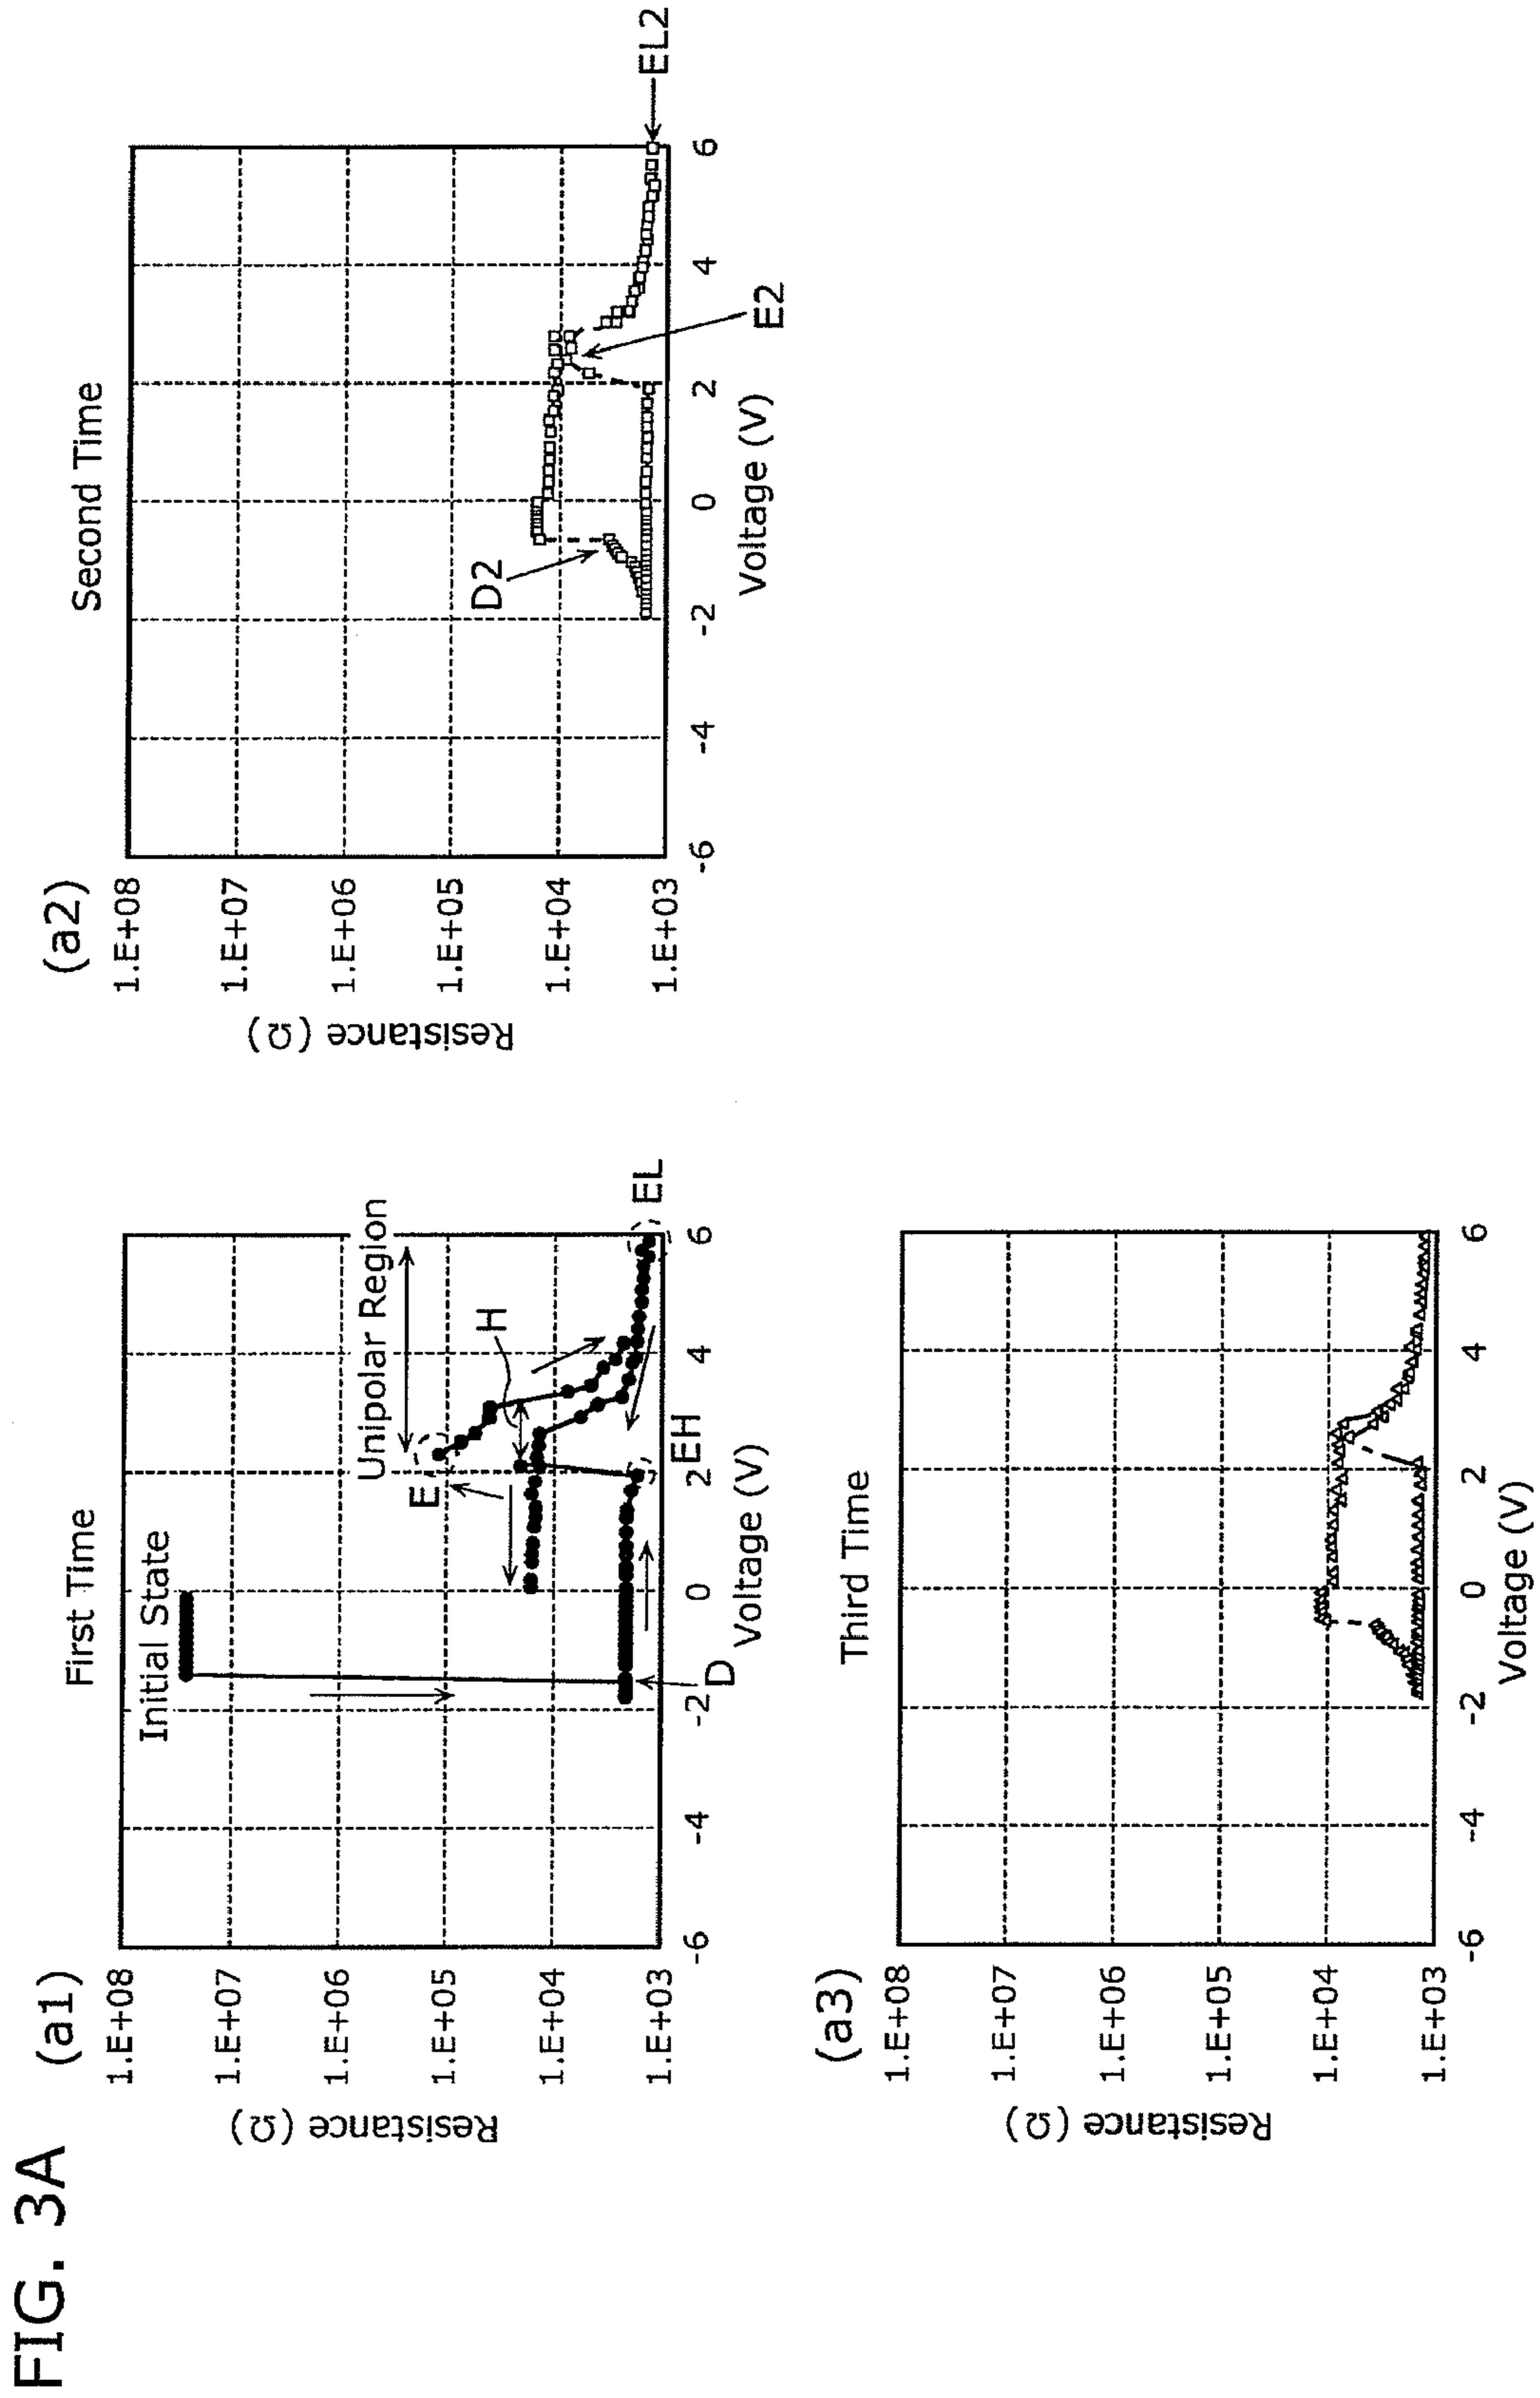 FIG. 3A
(a1)
First Time
Resistance (Ω)
1.E+08
1.E+07
1.E+06
1.E+05
1.E+04
1.E+03
Initial State
Unipolar Region
E
H
EH
EL
D
-6
-4
-2
0
2
4
6
Voltage (V)
(a2)
Second Time
Resistance (Ω)
1.E+08
1.E+07
1.E+06
1.E+05
1.E+04
1.E+03
D2
E2
EL2
-6
-4
-2
0
2
4
6
Voltage (V)
(a3)
Third Time
Resistance (Ω)
1.E+08
1.E+07
1.E+06
1.E+05
1.E+04
1.E+03
-6
-4
-2
0
2
4
6
Voltage (V)